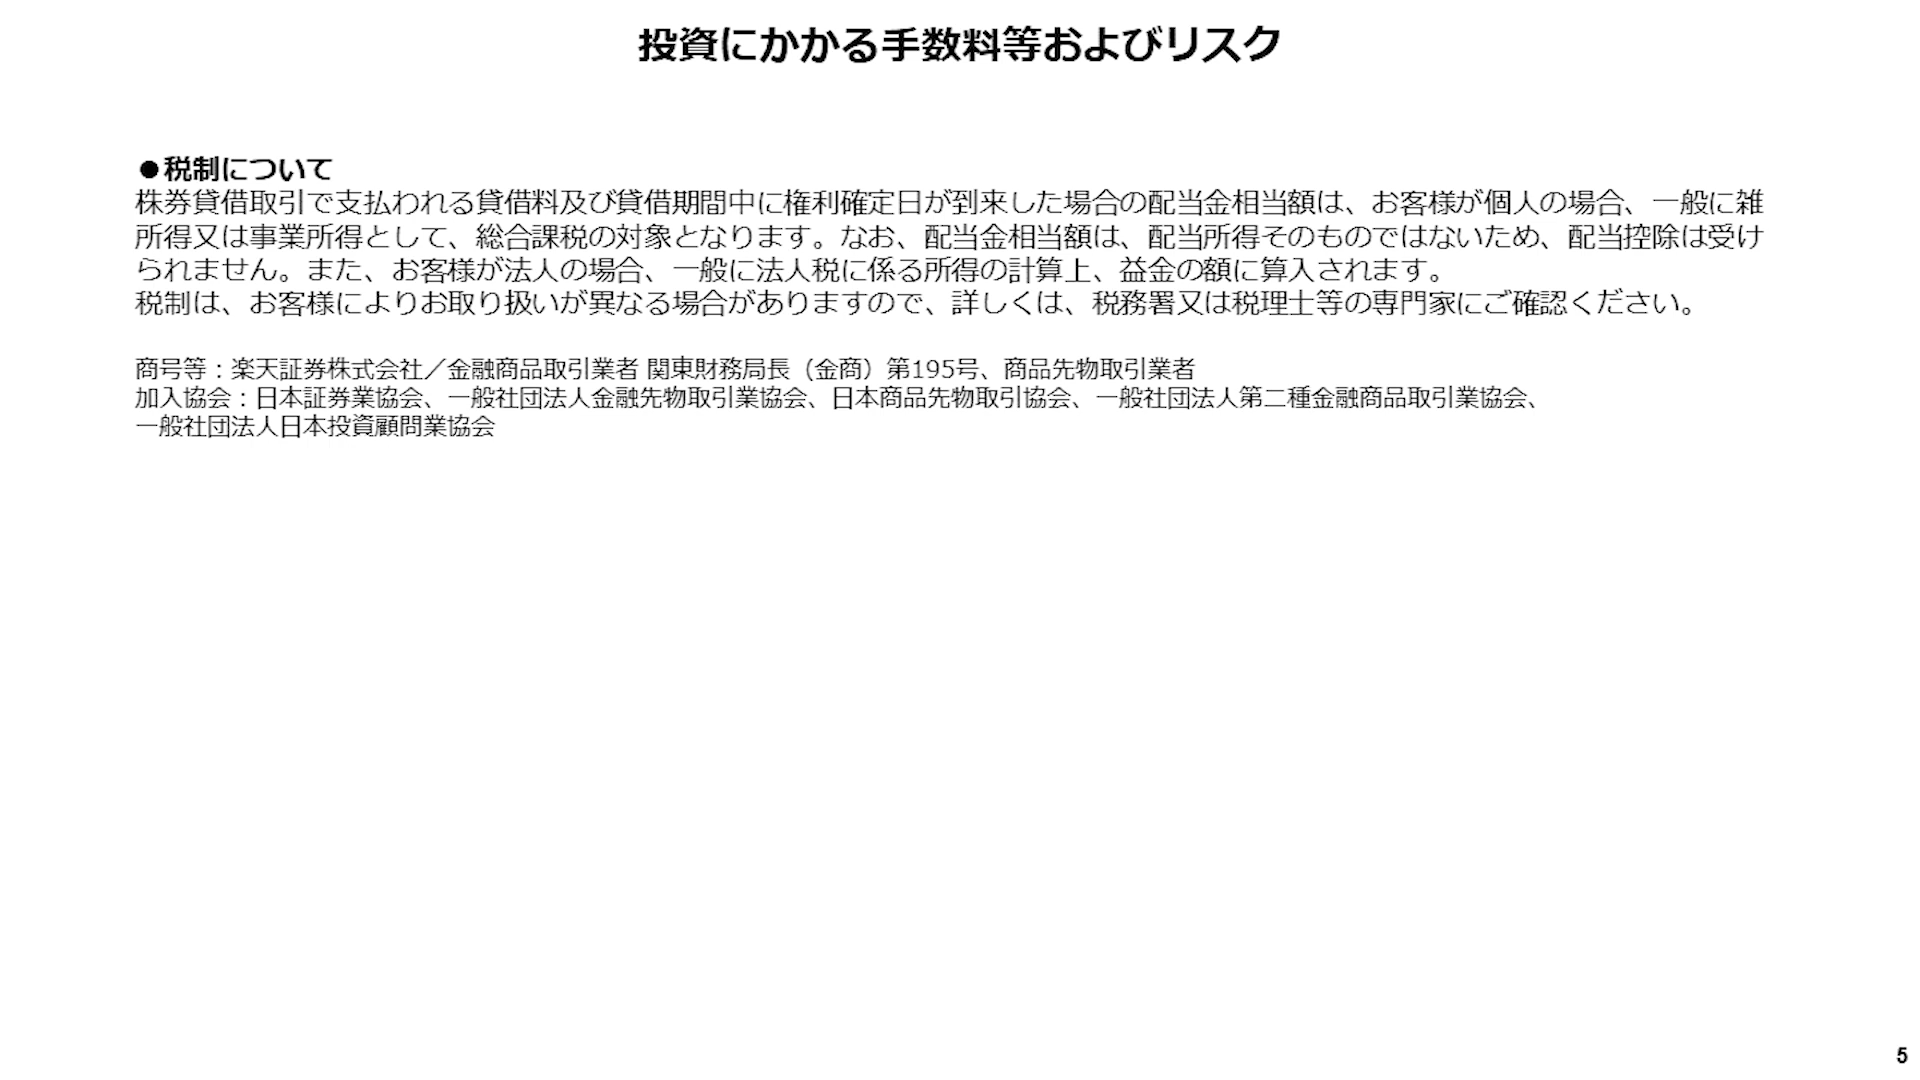 投資にかかる手数料等およびリスク
●税制について
株券貸借取引で支払われる貸借料及び貸借期間中に権利確定日が到来した場合の配当金相当額は、お客様が個人の場合、一般に雑
所得又は事業所得として、総合課税の対象となります。なお、配当金相当額は、配当所得そのものではないため、配当控除は受け
られません。また、お客様が法人の場合、一般に法人税に係る所得の計算上、益金の額に算入されます。
税制は、お客様によりお取り扱いが異なる場合がありますので、詳しくは、税務署又は税理士等の専門家にご確認ください。
商号等：楽天証券株式会社／金融商品取引業者 関東財務局長（金商）第195号、商品先物取引業者
加入協会：日本証券業協会、一般社団法人金融先物取引業協会、日本商品先物取引協会、一般社団法人第二種金融商品取引業協会、
一般社団法人日本投資顧問業協会
5